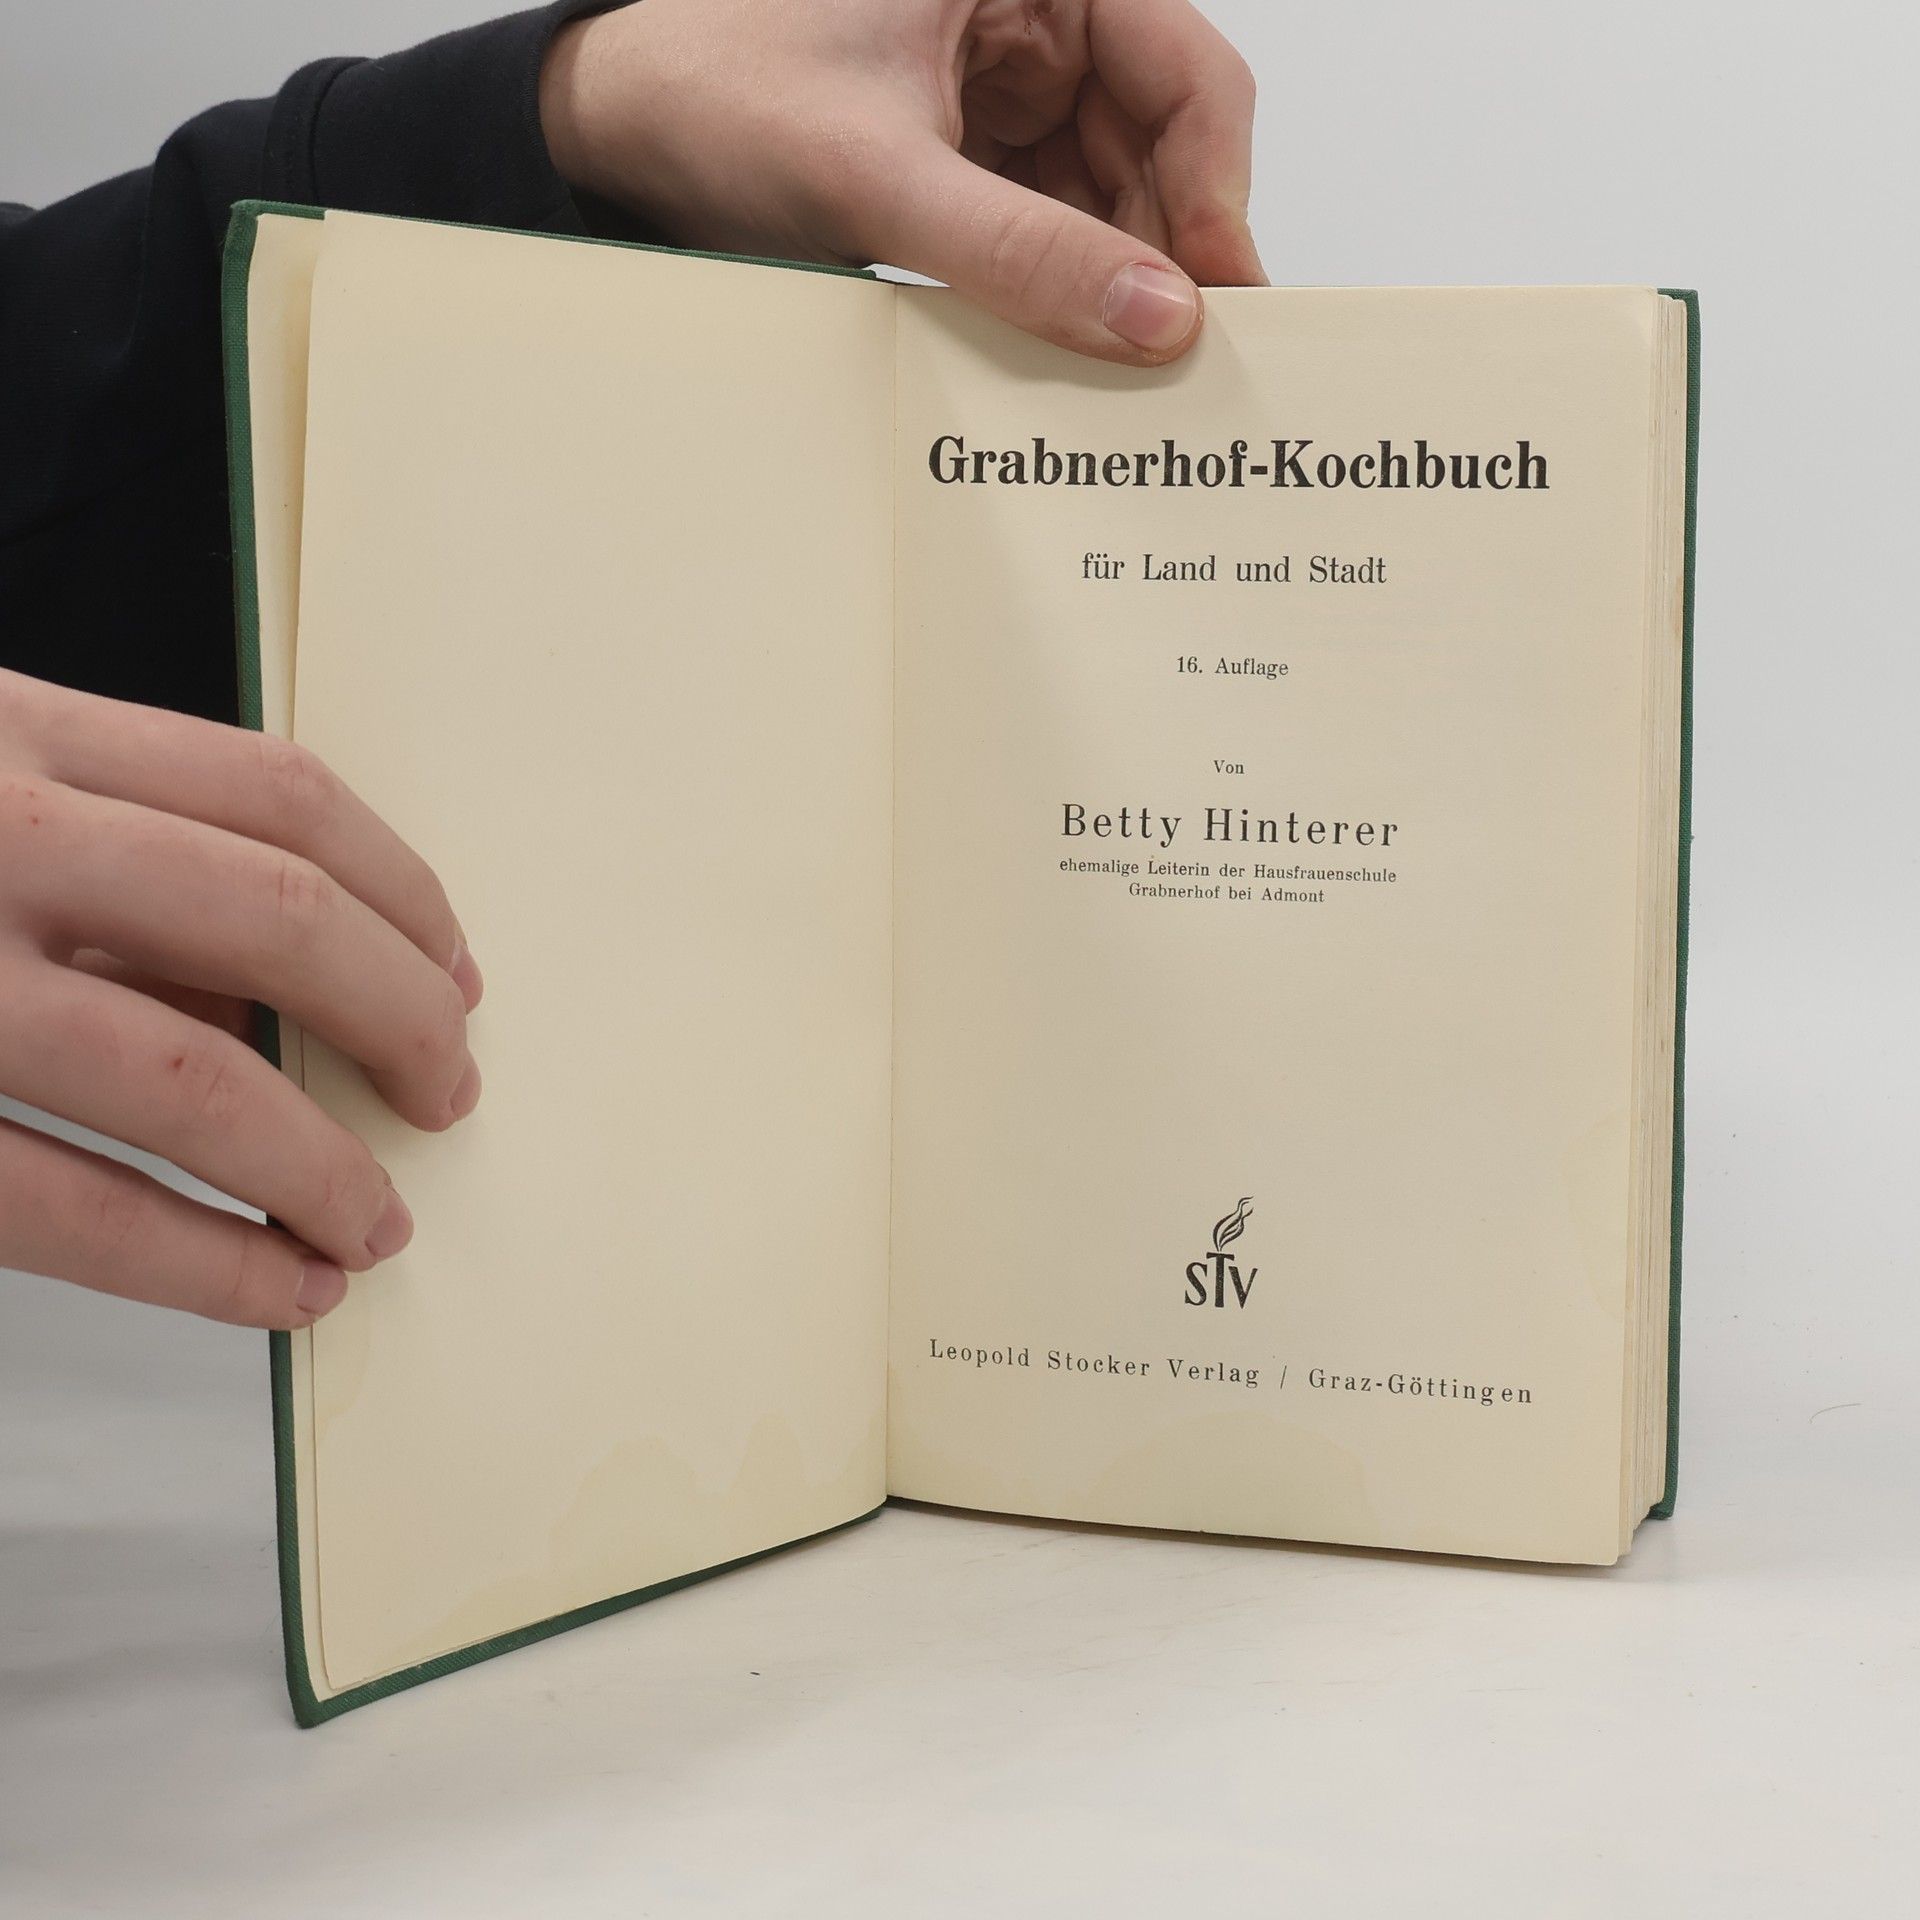 Grabnerhof-Kochbuch
für Land und Stadt
16. Auflage
Von
Betty Hinterer
ehemalige Leiterin der Hausfrauenschule
Grabnerhof bei Admont
STV
Leopold Stocker Verlag / Graz-Göttingen